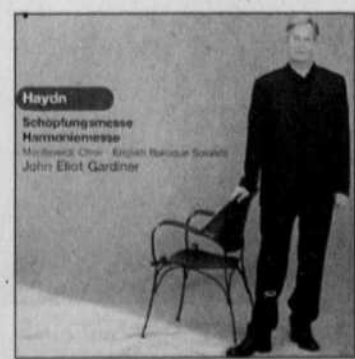 Haydn
Schöpfungsmesse
Harmoniemesse
Monteverdi Choir · English Baroque Soloists
John Eliot Gardiner